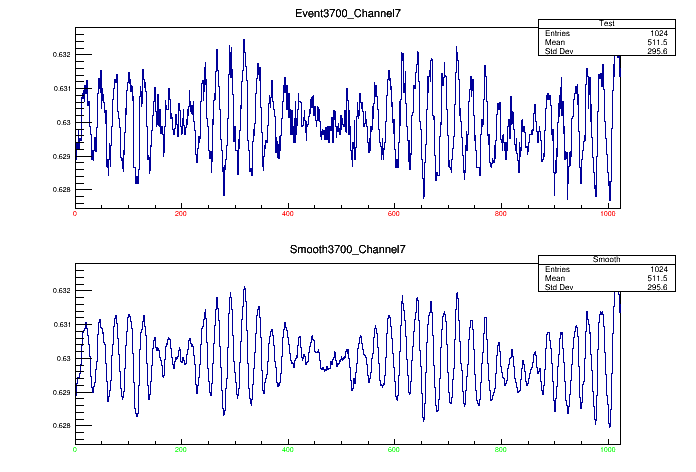 Event3700_Channel7
Test
Entries 1024
Mean 511.5
Std Dev 295.6
0.632
0.631
0.63
0.629
0.628
0 200 400 600 800 1000
Smooth3700_Channel7
Smooth
Entries 1024
Mean 511.5
Std Dev 295.6
0.632
0.631
0.63
0.629
0.628
0 200 400 600 800 1000